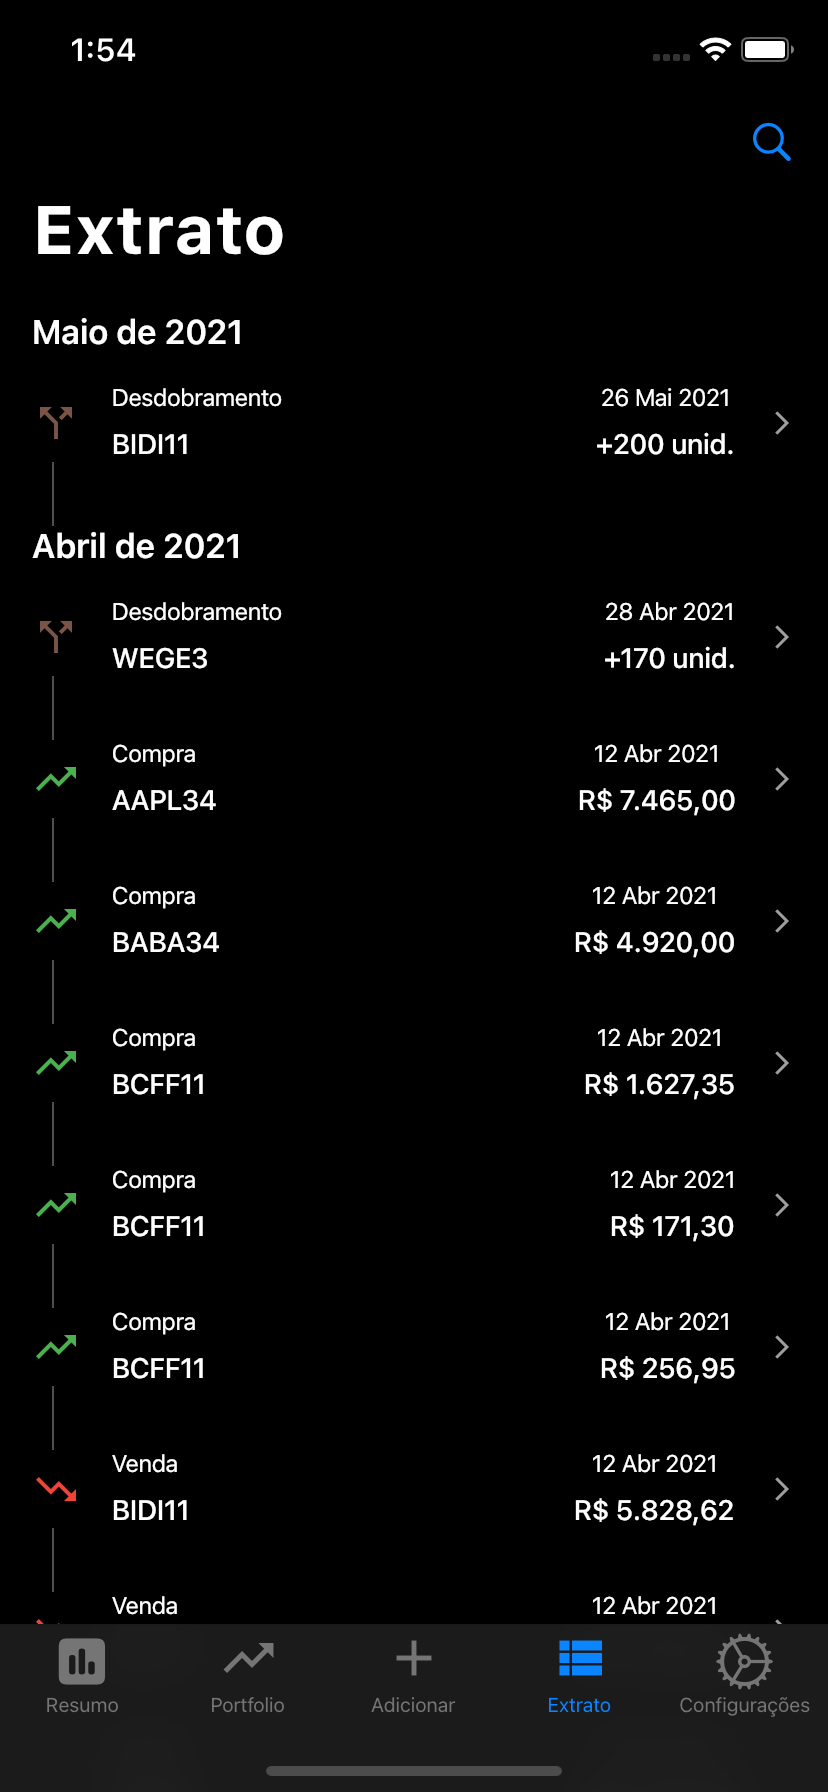 1:54
Extrato
Maio de 2021
Desdobramento 26 Mai 2021
BIDI11 +200 unid.
Abril de 2021
Desdobramento 28 Abr 2021
WEGE3 +170 unid.
Compra 12 Abr 2021
AAPL34 R$ 7.465,00
Compra 12 Abr 2021
BABA34 R$ 4.920,00
Compra 12 Abr 2021
BCFF11 R$ 1.627,35
Compra 12 Abr 2021
BCFF11 R$ 171,30
Compra 12 Abr 2021
BCFF11 R$ 256,95
Venda 12 Abr 2021
BIDI11 R$ 5.828,62
Venda 12 Abr 2021
Resumo Portfolio Adicionar Extrato Configurações